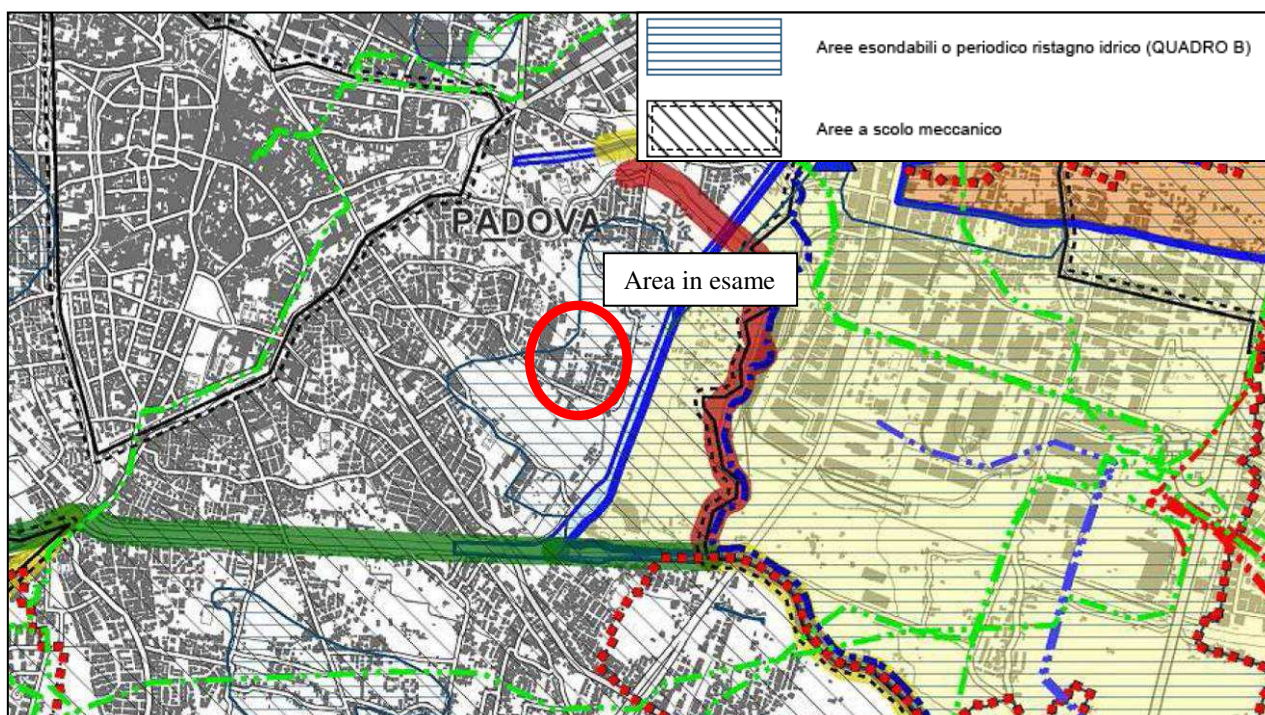 Aree esondabili o periodico ristagno idrico (QUADRO B)
Aree a scolo meccanico
PADOVA
Area in esame